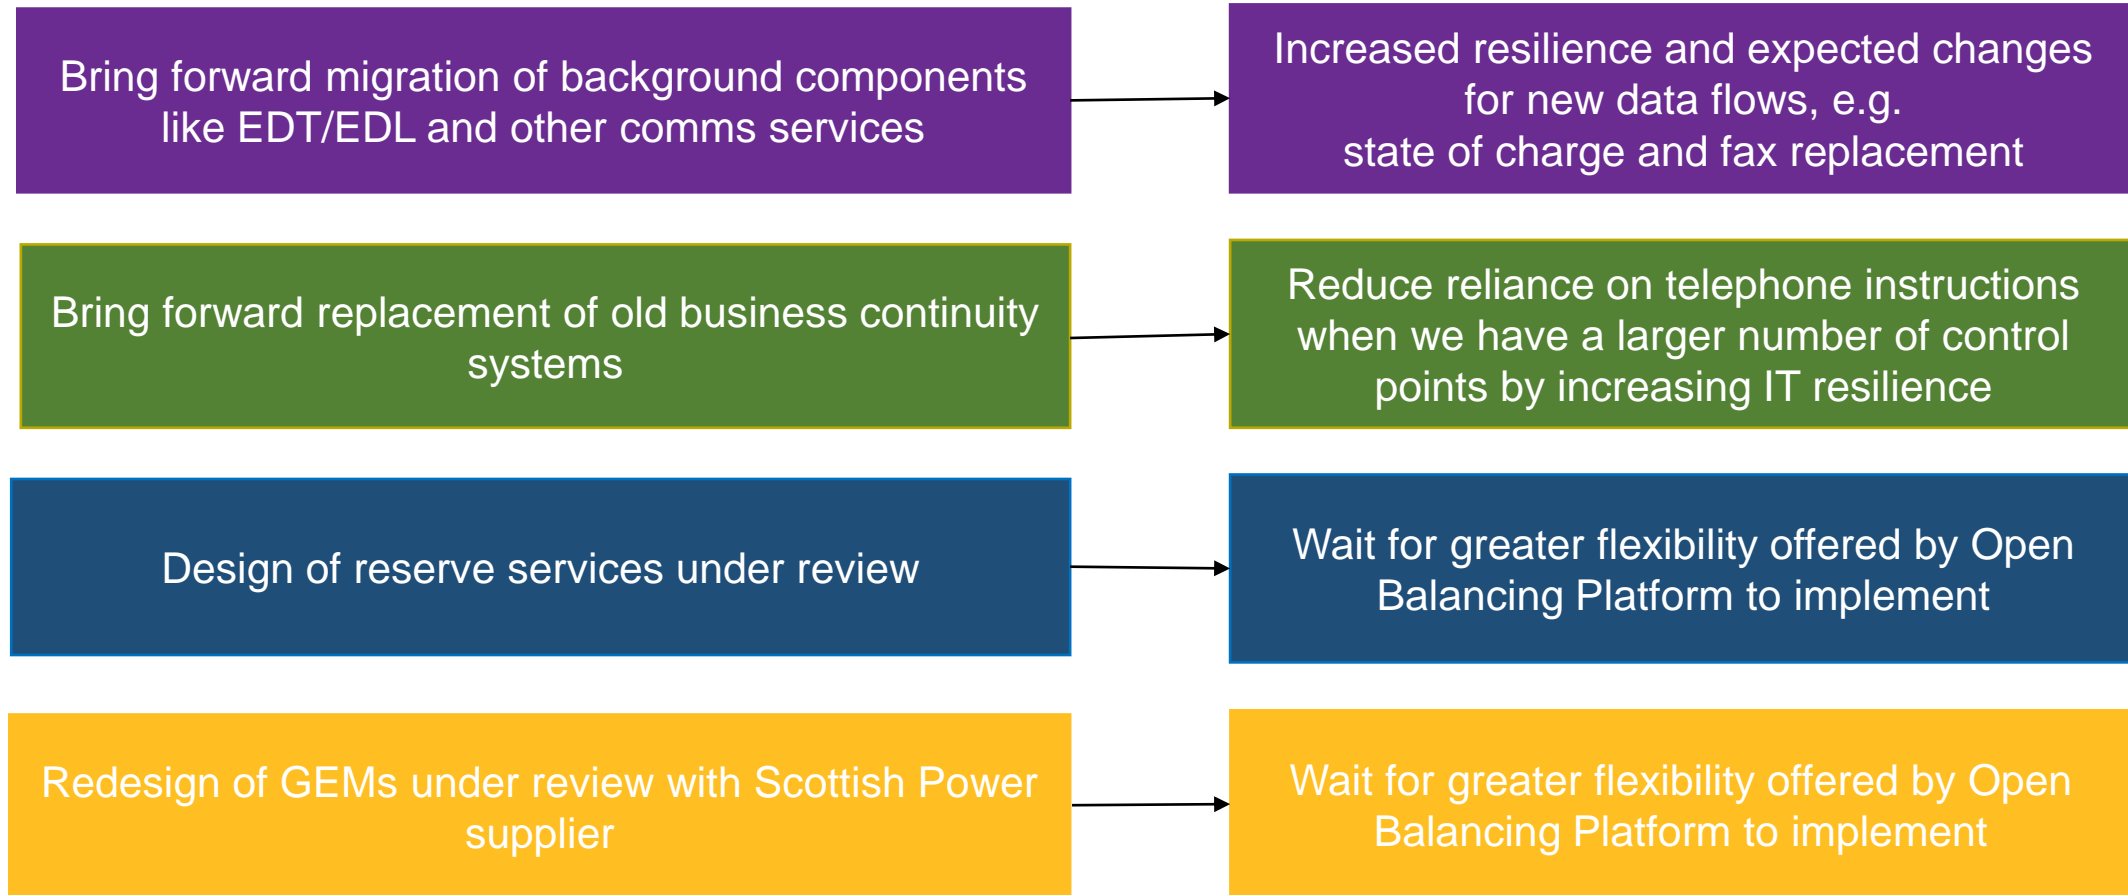 Bring forward migration of background components
like EDT/EDL and other comms services
Increased resilience and expected changes
for new data flows, e.g.
state of charge and fax replacement
Bring forward replacement of old business continuity
systems
Reduce reliance on telephone instructions
when we have a larger number of control
points by increasing IT resilience
Design of reserve services under review
Wait for greater flexibility offered by Open
Balancing Platform to implement
Redesign of GEMs under review with Scottish Power
supplier
Wait for greater flexibility offered by Open
Balancing Platform to implement